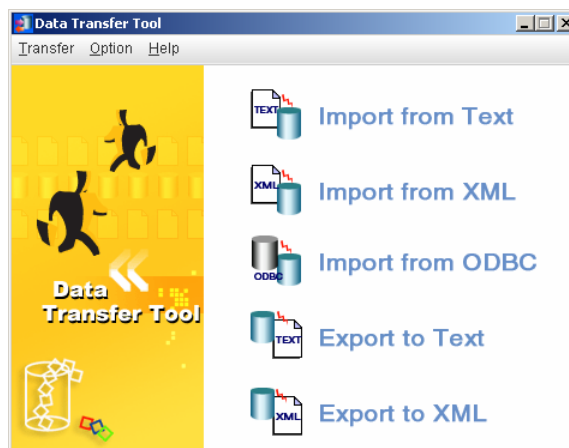 Data Transfer Tool
Transfer Option Help
TEXT
Import from Text
XML
Import from XML
ODBC
Import from ODBC
TEXT
Export to Text
XML
Export to XML
Data
Transfer Tool